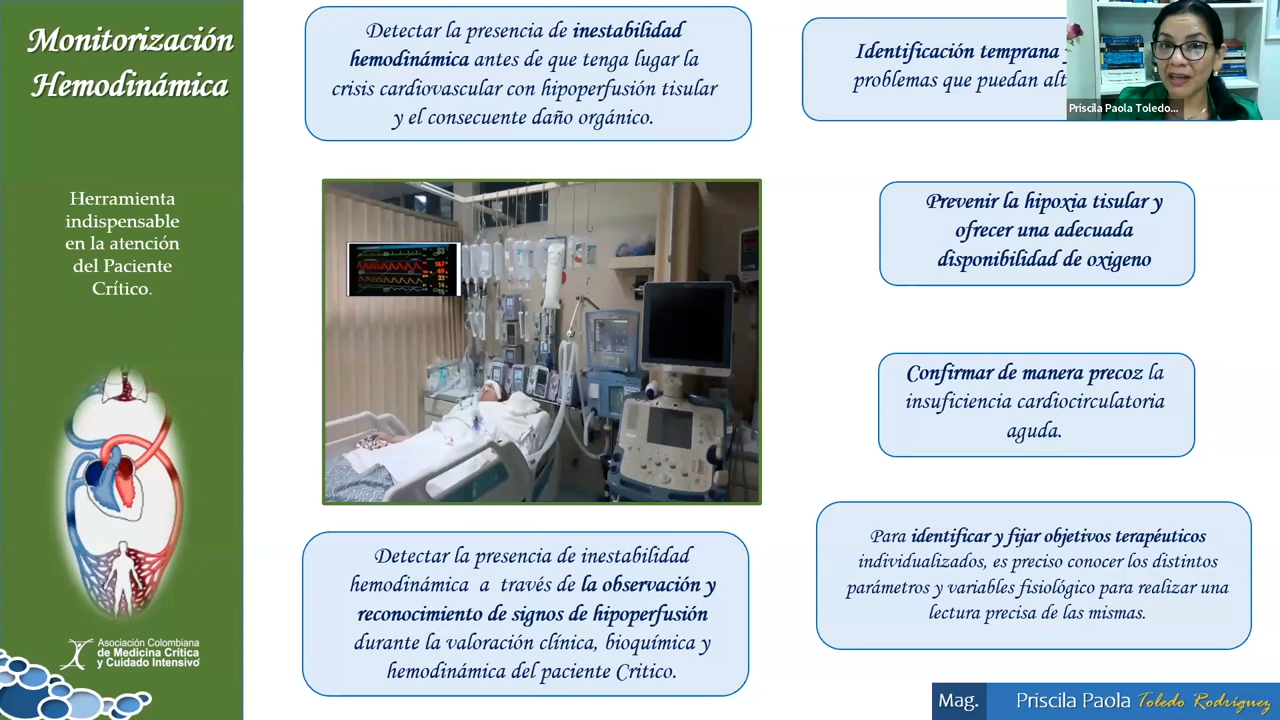 Monitorización
Hemodinámica
Herramienta
indispensable
en la atención
del Paciente
Crítico.
Asociación Colombiana
de Medicina Crítica
y Cuidado Intensivo
Detectar la presencia de inestabilidad
hemodinámica antes de que tenga lugar la
crisis cardiovascular con hipoperfusión tisular
y el consecuente daño orgánico.
Detectar la presencia de inestabilidad
hemodinámica a través de la observación y
reconocimiento de signos de hipoperfusión
durante la valoración clínica, bioquímica y
hemodinámica del paciente Critico.
Identificación temprana
problemas que puedan alt
Priscila Paola Toledo...
Prevenir la hipoxia tisular y
ofrecer una adecuada
disponibilidad de oxigeno
Confirmar de manera precoz la
insuficiencia cardiocirculatoria
aguda.
Para identificar y fijar objetivos terapéuticos
individualizados, es preciso conocer los distintos
parámetros y variables fisiológico para realizar una
lectura precisa de las mismas.
Mag. Priscila Paola Toledo Rodríguez